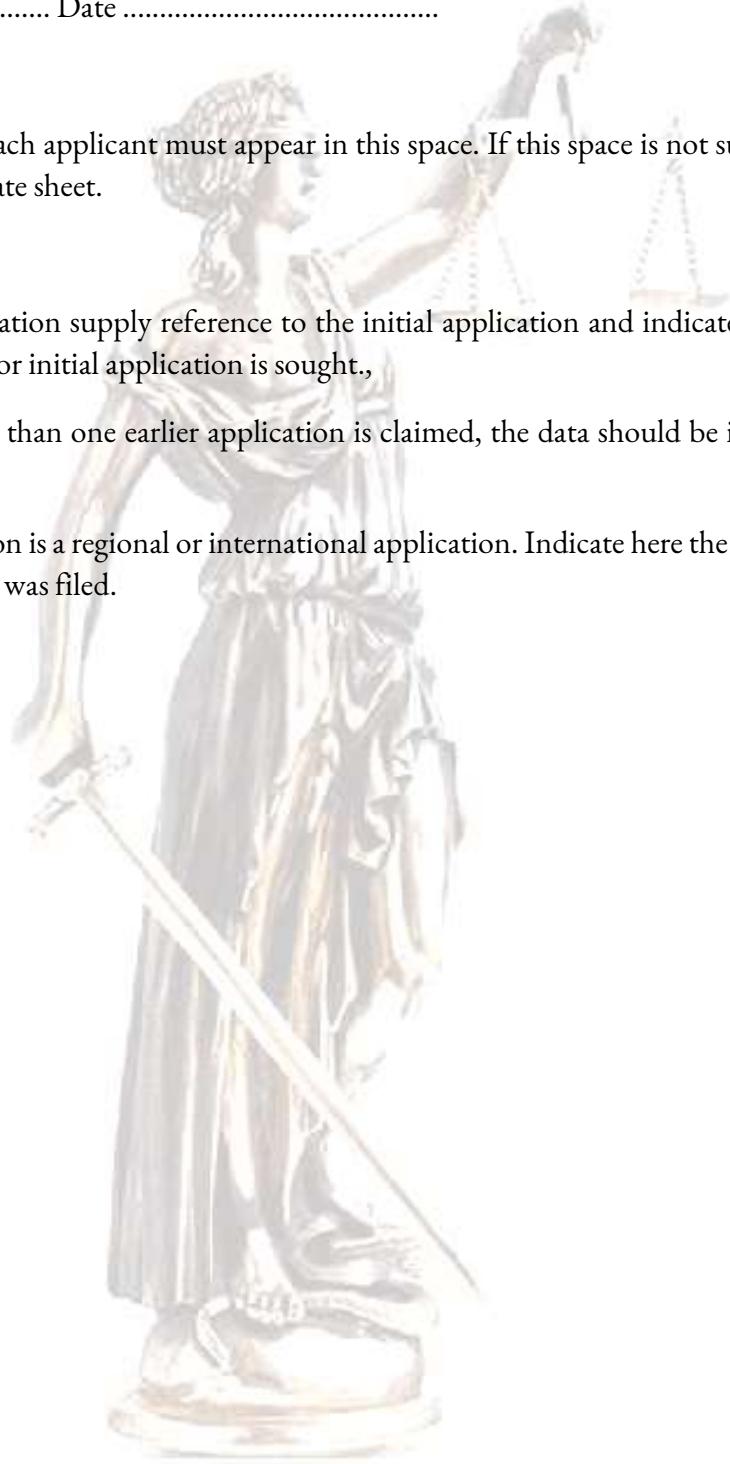 ....... Date ..........................................
ach applicant must appear in this space. If this space is not su
ate sheet.
ation supply reference to the initial application and indicate
or initial application is sought.,
than one earlier application is claimed, the data should be i
on is a regional or international application. Indicate here the
was filed.